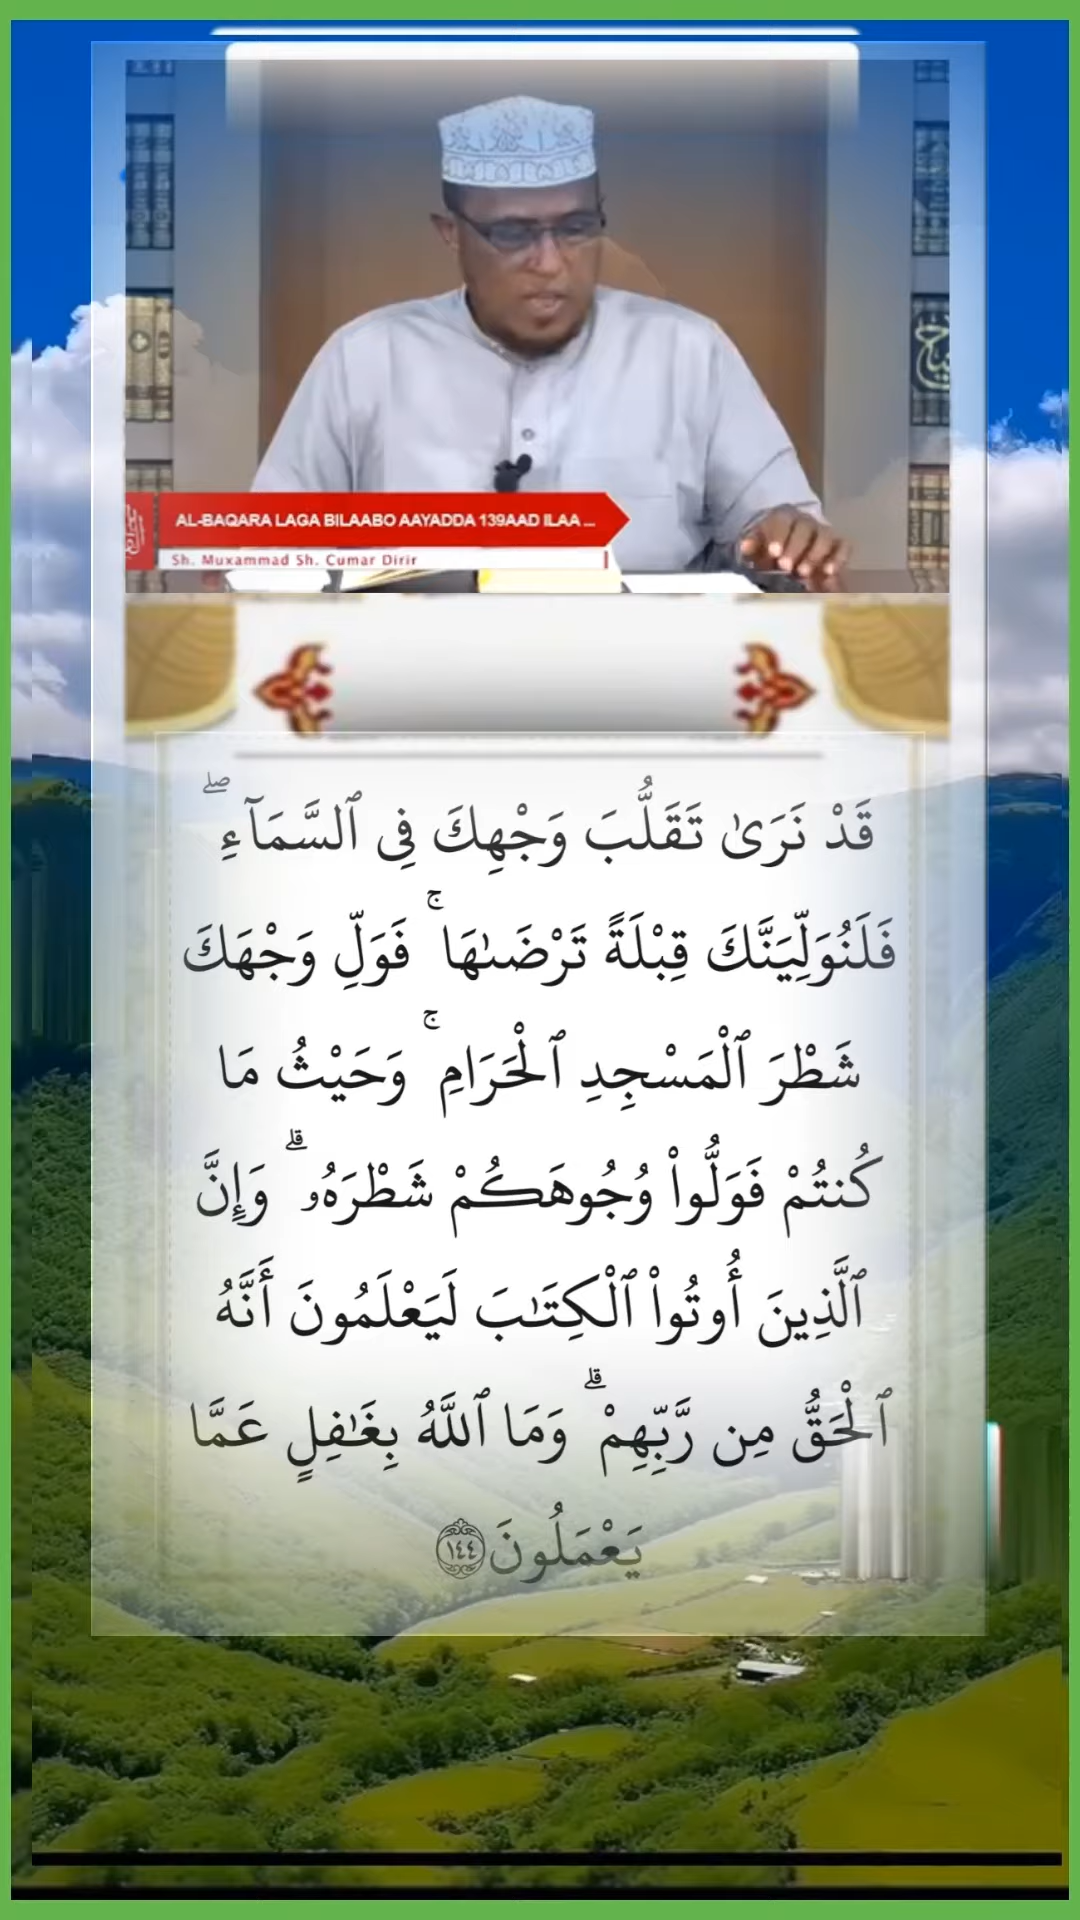 AL-BAQARA LAGA BILAABO AAYADDA 139AAD ILAA ...
Sh. Muxammad Sh. Cumar Dirir
قَدْ نَرَىٰ تَقَلُّبَ وَجْهِكَ فِى ٱلسَّمَآءِ ۖ
فَلَنُوَلِّيَنَّكَ قِبْلَةً تَرْضَىٰهَا ۚ فَوَلِّ وَجْهَكَ
شَطْرَ ٱلْمَسْجِدِ ٱلْحَرَامِ ۚ وَحَيْثُ مَا
كُنتُمْ فَوَلُّوا۟ وُجُوهَكُمْ شَطْرَهُۥ ۗ وَإِنَّ
ٱلَّذِينَ أُوتُوا۟ ٱلْكِتَـٰبَ لَيَعْلَمُونَ أَنَّهُ
ٱلْحَقُّ مِن رَّبِّهِمْ ۗ وَمَا ٱللَّهُ بِغَـٰفِلٍ عَمَّا
يَعْمَلُونَ ١٤٤